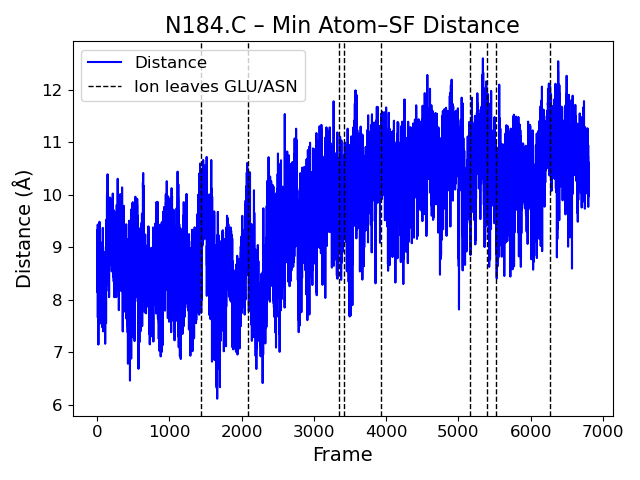 N184.C – Min Atom–SF Distance
Distance
Ion leaves GLU/ASN
Distance (Å)
12
11
10
9
8
7
6
0 1000 2000 3000 4000 5000 6000 7000
Frame